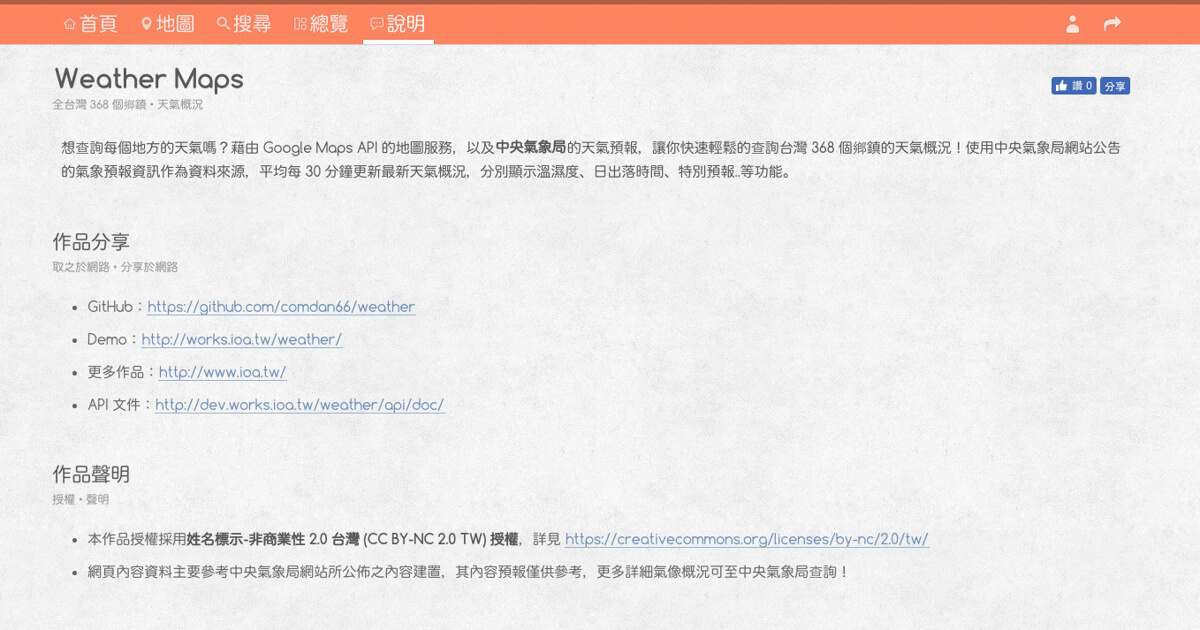 首頁 地圖 搜尋 總覽 說明
Weather Maps
讚 0 分享
全台灣 368 個鄉鎮・天氣概況
想查詢每個地方的天氣嗎？藉由 Google Maps API 的地圖服務，以及中央氣象局的天氣預報，讓你快速輕鬆的查詢台灣 368 個鄉鎮的天氣概況！使用中央氣象局網站公告
的氣象預報資訊作為資料來源，平均每 30 分鐘更新最新天氣概況，分別顯示溫濕度、日出落時間、特別預報..等功能。
作品分享
取之於網路・分享於網路
• GitHub：https://github.com/comdan66/weather
• Demo：http://works.ioa.tw/weather/
• 更多作品：http://www.ioa.tw/
• API 文件：http://dev.works.ioa.tw/weather/api/doc/
作品聲明
授權・聲明
• 本作品授權採用姓名標示-非商業性 2.0 台灣 (CC BY-NC 2.0 TW) 授權，詳見 https://creativecommons.org/licenses/by-nc/2.0/tw/
• 網頁內容資料主要參考中央氣象局網站所公佈之內容建置，其內容預報僅供參考，更多詳細氣像概況可至中央氣象局查詢！